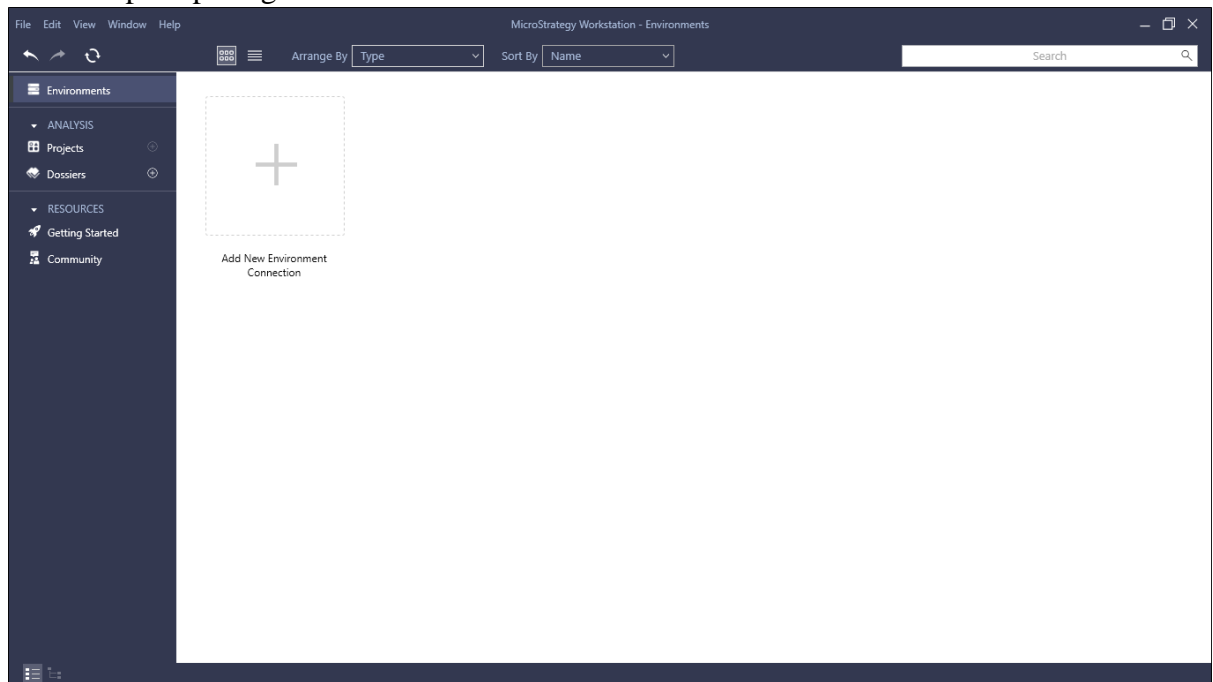 File Edit View Window Help
MicroStrategy Workstation - Environments
Arrange By Type
Sort By Name
Search
Environments
ANALYSIS
Projects
Dossiers
RESOURCES
Getting Started
Community
Add New Environment
Connection